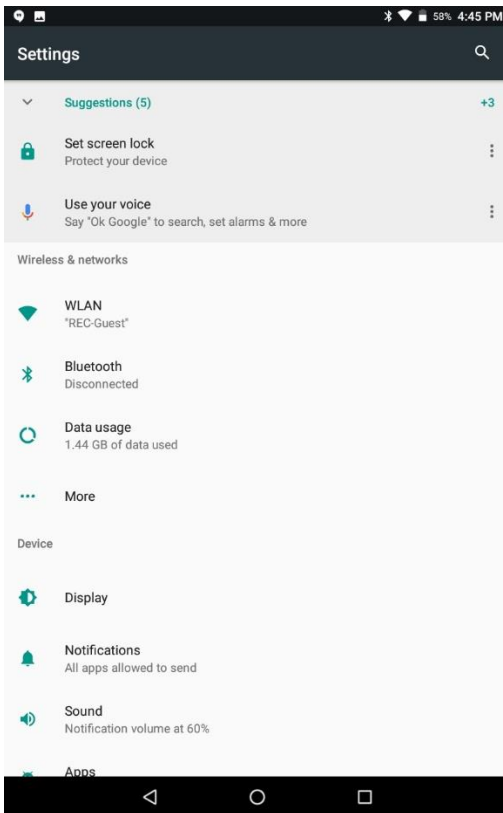 58% 4:45 PM
Settings
Suggestions (5) +3
Set screen lock
Protect your device
Use your voice
Say "Ok Google" to search, set alarms & more
Wireless & networks
WLAN
"REC-Guest"
Bluetooth
Disconnected
Data usage
1.44 GB of data used
More
Device
Display
Notifications
All apps allowed to send
Sound
Notification volume at 60%
Apps